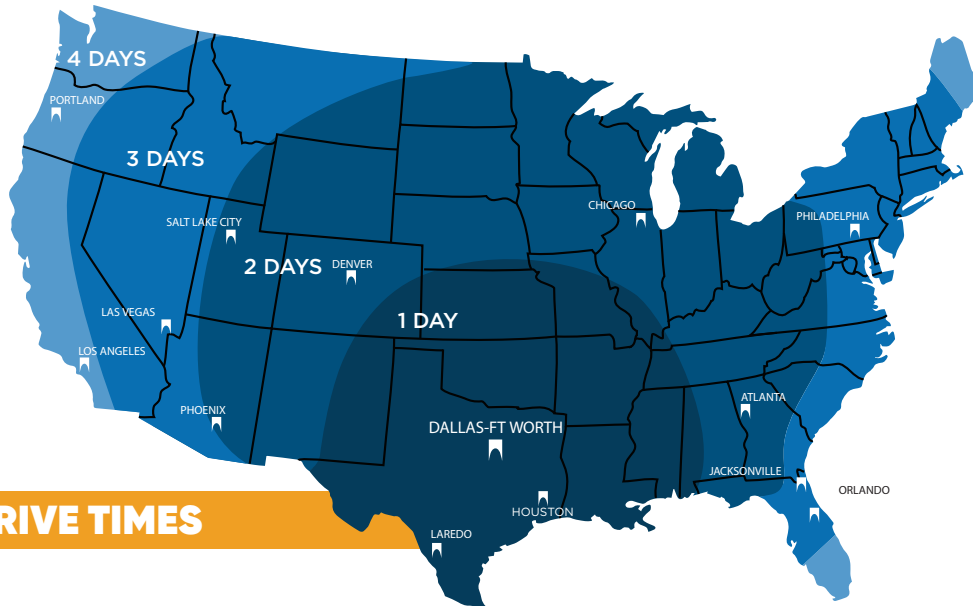 4 DAYS
PORTLAND
3 DAYS
CHICAGO
SALT LAKE CITY
PHILADELPHIA
2 DAYS
DENVER
LAS VEGAS
1 DAY
LOS ANGELES
PHOENIX
ATLANTA
DALLAS-FT WORTH
JACKSONVILLE
ORLANDO
HOUSTON
RIVE TIMES
LAREDO